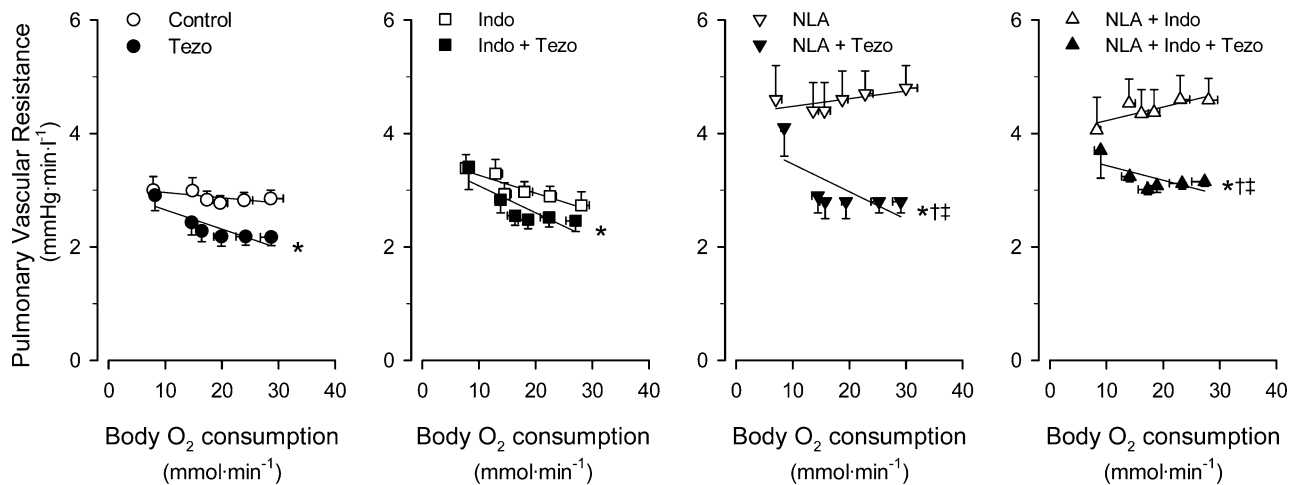 Pulmonary Vascular Resistance
(mmHg·min·l⁻¹)
6
4
2
0
Control
Tezo
*
0 10 20 30 40
Body O₂ consumption
(mmol·min⁻¹)
6
4
2
0
Indo
Indo + Tezo
*
0 10 20 30 40
Body O₂ consumption
(mmol·min⁻¹)
6
4
2
0
NLA
NLA + Tezo
*†‡
0 10 20 30 40
Body O₂ consumption
(mmol·min⁻¹)
6
4
2
0
NLA + Indo
NLA + Indo + Tezo
*†‡
0 10 20 30 40
Body O₂ consumption
(mmol·min⁻¹)